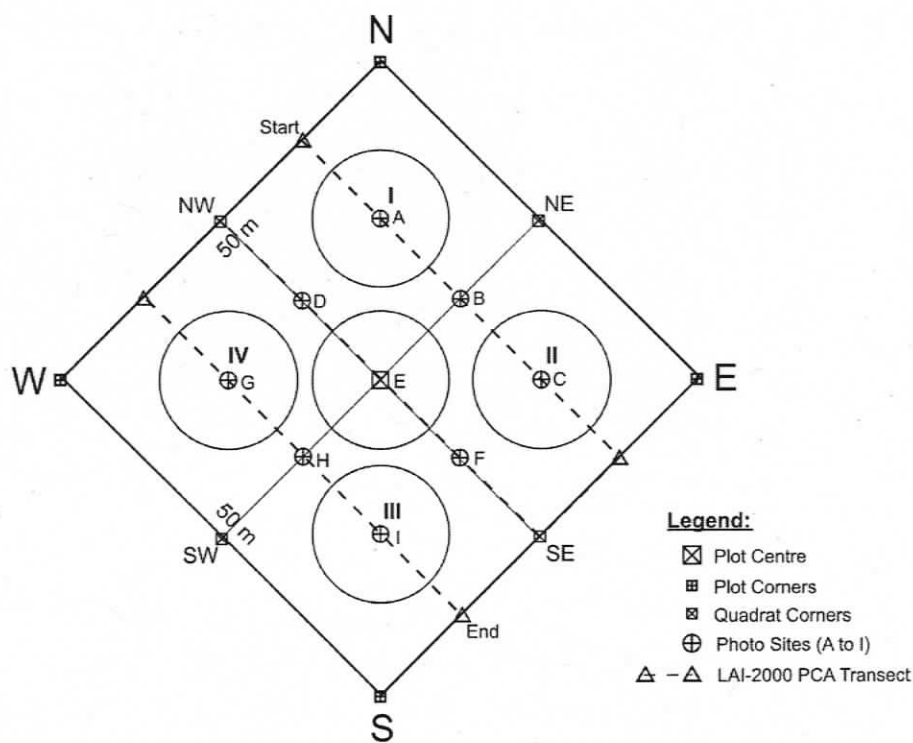 N
Start
I
A
NW
NE
50 m
D
B
IV
II
W
G
E
C
E
H
F
50 m
III
I
SW
SE
End
S
Legend:
Plot Centre
Plot Corners
Quadrat Corners
Photo Sites (A to I)
LAI-2000 PCA Transect